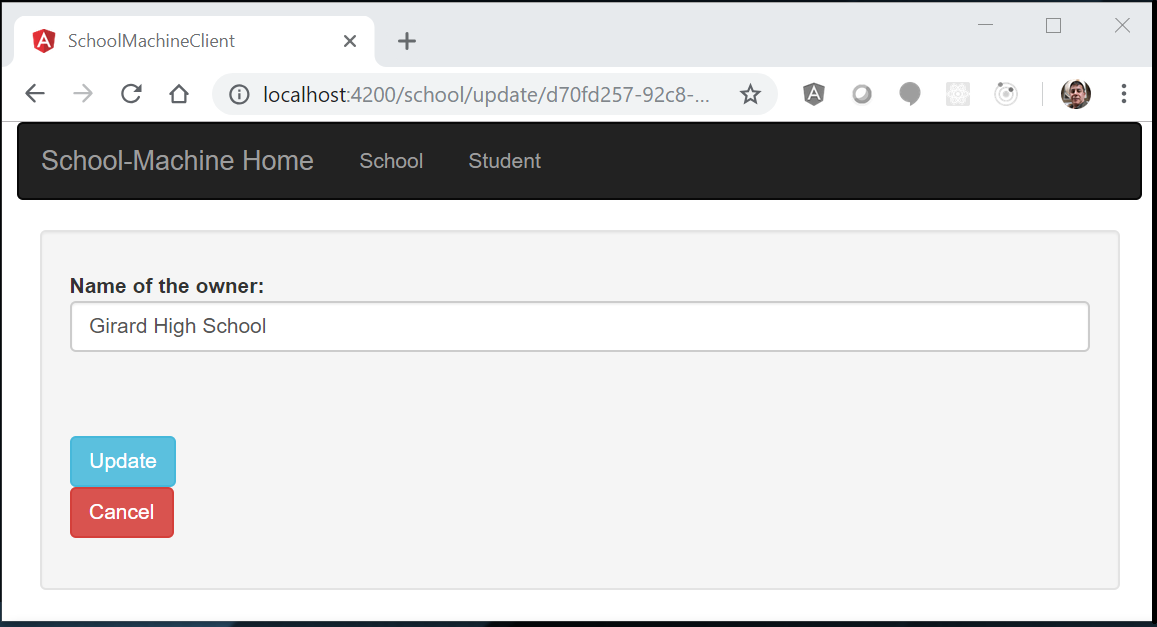 SchoolMachineClient
localhost:4200/school/update/d70fd257-92c8-...
School-Machine Home School Student
Name of the owner:
Girard High School
Update
Cancel